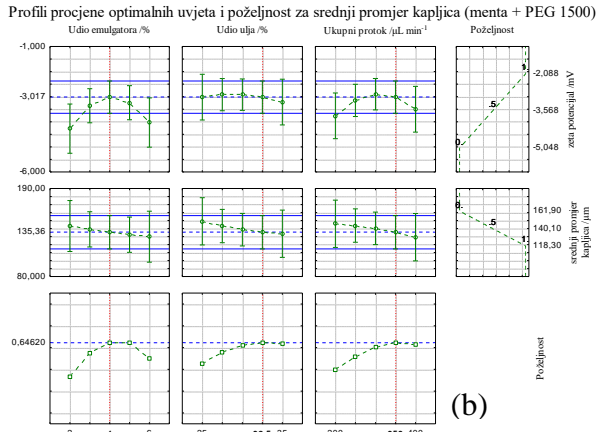 Profili procjene optimalnih uvjeta i poželjnost za srednji promjer kapljica (menta + PEG 1500)
Udio emulgatora /% Udio ulja /% Ukupni protok /µL min⁻¹ Poželjnost
-1,000
-3,017
-6,000
1.
.5
0.
-2,088
-3,568
-5,048
zeta potencijal /mV
190,00
135,36
80,000
0.
.5
1.
161,90
140,10
118,30
srednji promjer
kapljica /µm
0,64620
Poželjnost
(b)